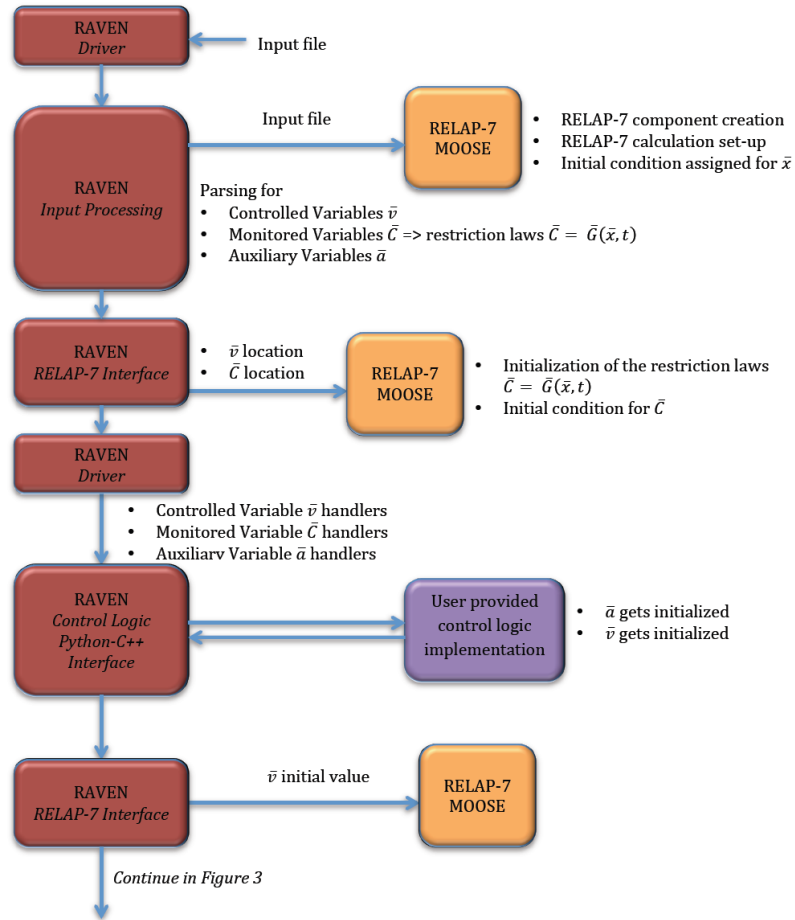 RAVEN
Driver
Input file
RAVEN
Input Processing
Input file
RELAP-7
MOOSE
• RELAP-7 component creation
• RELAP-7 calculation set-up
• Initial condition assigned for x̄
Parsing for
• Controlled Variables v̄
• Monitored Variables C̄ => restriction laws C̄ = Ḡ(x̄, t)
• Auxiliary Variables ā
RAVEN
RELAP-7 Interface
• v̄ location
• C̄ location
RELAP-7
MOOSE
• Initialization of the restriction laws
C̄ = Ḡ(x̄, t)
• Initial condition for C̄
RAVEN
Driver
• Controlled Variable v̄ handlers
• Monitored Variable C̄ handlers
• Auxiliary Variable ā handlers
RAVEN
Control Logic
Python-C++
Interface
User provided
control logic
implementation
• ā gets initialized
• v̄ gets initialized
RAVEN
RELAP-7 Interface
v̄ initial value
RELAP-7
MOOSE
Continue in Figure 3